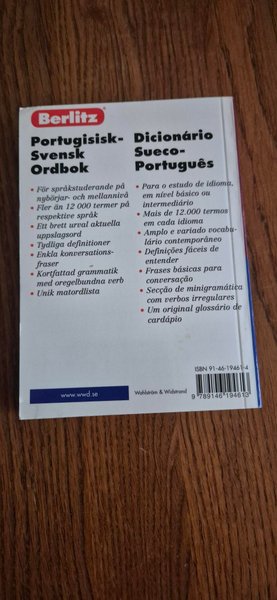 Berlitz
Portugisisk-
Svensk
Ordbok
• För språkstuderande på
nybörjar- och mellannivå
• Fler än 12 000 termer på
respektive språk
• Ett brett urval aktuella
uppslagsord
• Tydliga definitioner
• Enkla konversations-
fraser
• Kortfattad grammatik
med oregelbundna verb
• Unik matordlista
Dicionário
Sueco-
Português
• Para o estudo de idioma,
em nível básico ou
intermediário
• Mais de 12.000 termos
em cada idioma
• Amplo e variado vocabu-
lário contemporâneo
• Definições fáceis de
entender
• Frases básicas para
conversação
• Secção de minigramática
com verbos irregulares
• Um original glossário de
cardápio
ISBN 91-46-19461-4
9 789146 194613
www.wwd.se
Wahlström & Widstrand